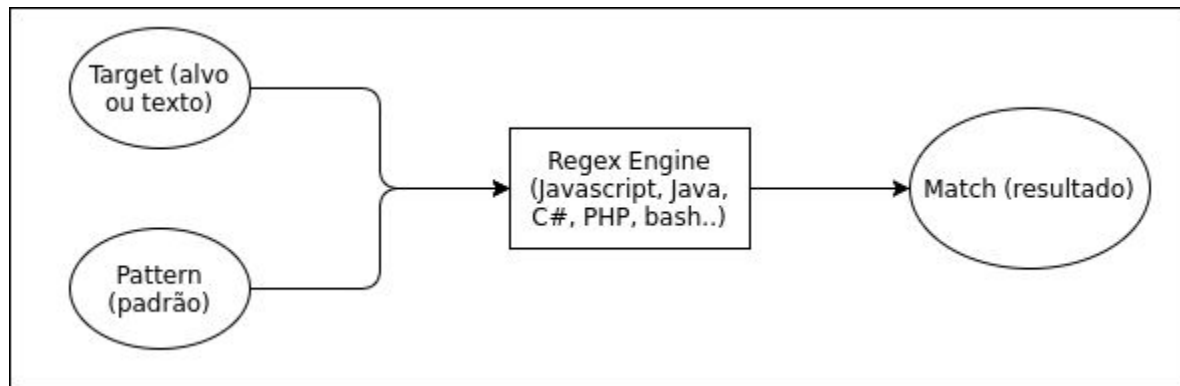 Target (alvo
ou texto)
Pattern
(padrão)
Regex Engine
(Javascript, Java,
C#, PHP, bash..)
Match (resultado)